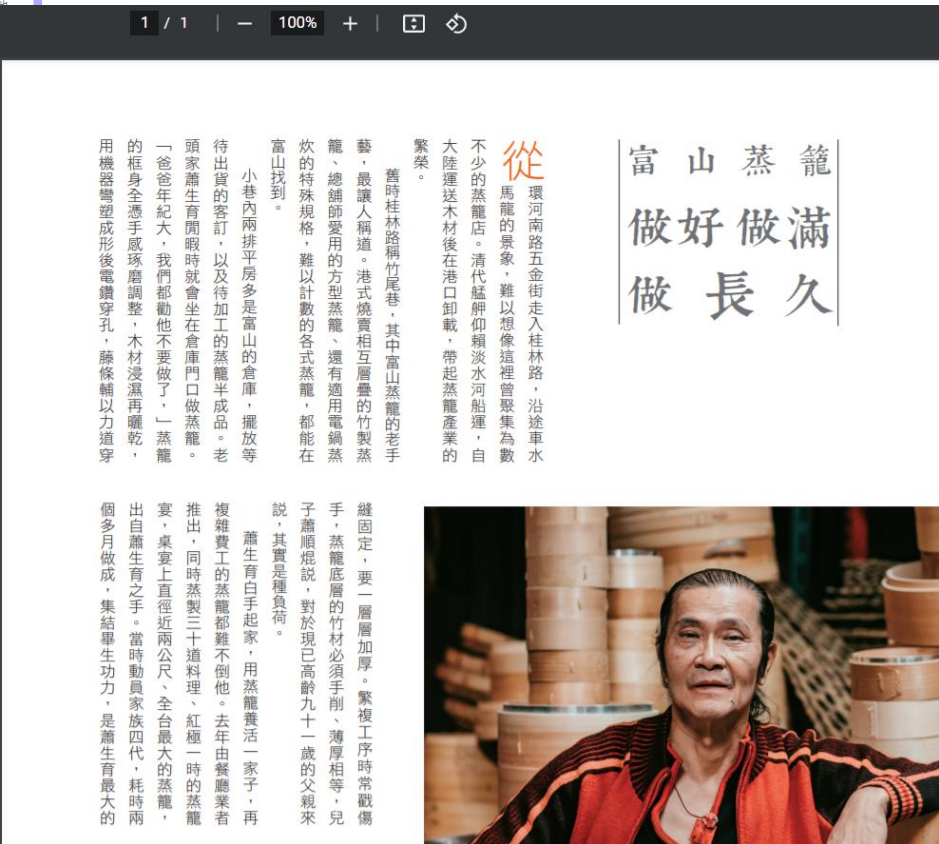 1 / 1
100%
富山蒸籠
做好做滿
做長久
從環河南路五金街走入桂林路，沿途車水
馬龍的景象，難以想像這裡曾聚集為數
不少的蒸籠店。清代艋舺仰賴淡水河船運，自
大陸運送木材後在港口卸載，帶起蒸籠產業的
繁榮。
舊時桂林路稱竹尾巷，其中富山蒸籠的老手
藝，最讓人稱道。港式燒賣相互層疊的竹製蒸
籠、總舖師愛用的方型蒸籠、還有適用電鍋蒸
炊的特殊規格，難以計數的各式蒸籠，都能在
富山找到。
小巷內兩排平房多是富山的倉庫，擺放等
待出貨的客訂，以及待加工的蒸籠半成品。老
頭家蕭生育閒暇時就會坐在倉庫門口做蒸籠。
「爸爸年紀大，我們都勸他不要做了，」蒸籠
的框身全憑手感琢磨調整，木材浸濕再曬乾，
用機器彎塑成形後電鑽穿孔，藤條輔以力道穿
縫固定，要一層層加厚。繁複工序時常戳傷
手，蒸籠底層的竹材必須手削、薄厚相等，兒
子蕭順焜說，對於現已高齡九十一歲的父親來
說，其實是種負荷。
蕭生育白手起家，用蒸籠養活一家子，再
複雜費工的蒸籠都難不倒他。去年由餐廳業者
推出，同時蒸製三十道料理、紅極一時的蒸籠
宴，桌宴上直徑近兩公尺、全台最大的蒸籠，
出自蕭生育之手。當時動員家族四代，耗時兩
個多月做成，集結畢生功力，是蕭生育最大的